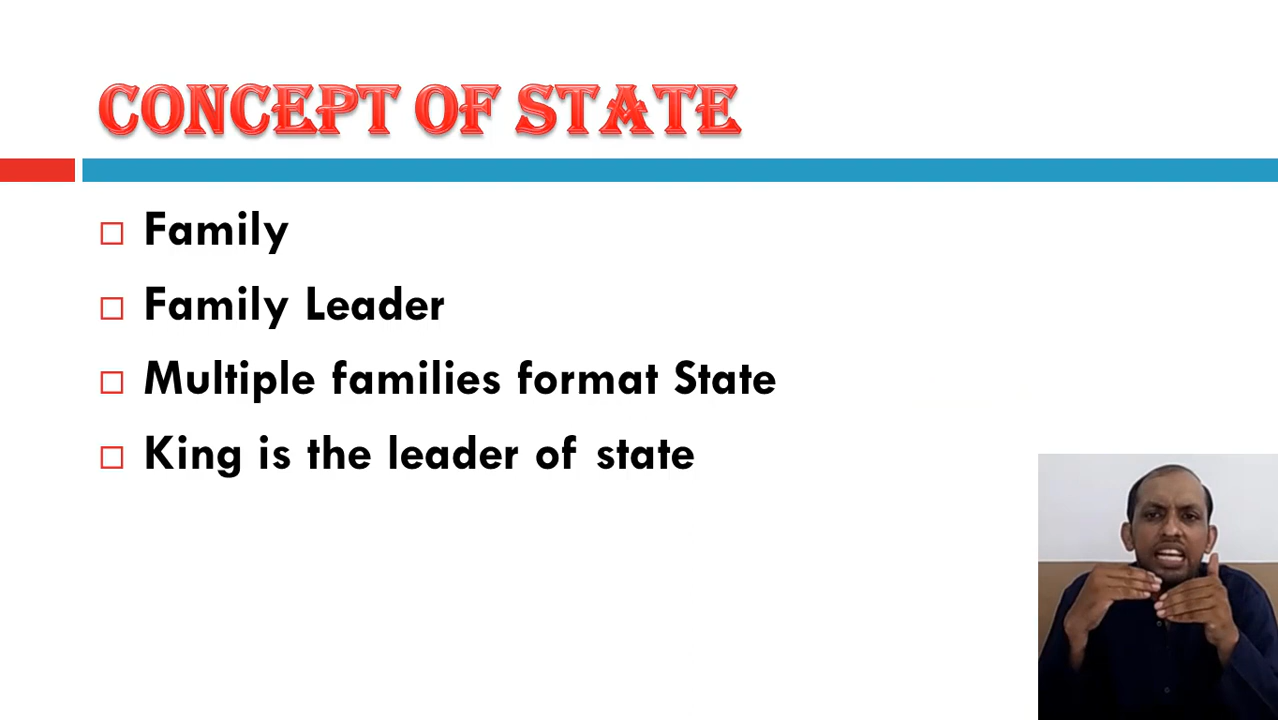 CONCEPT OF STATE
Family
Family Leader
Multiple families format State
King is the leader of state